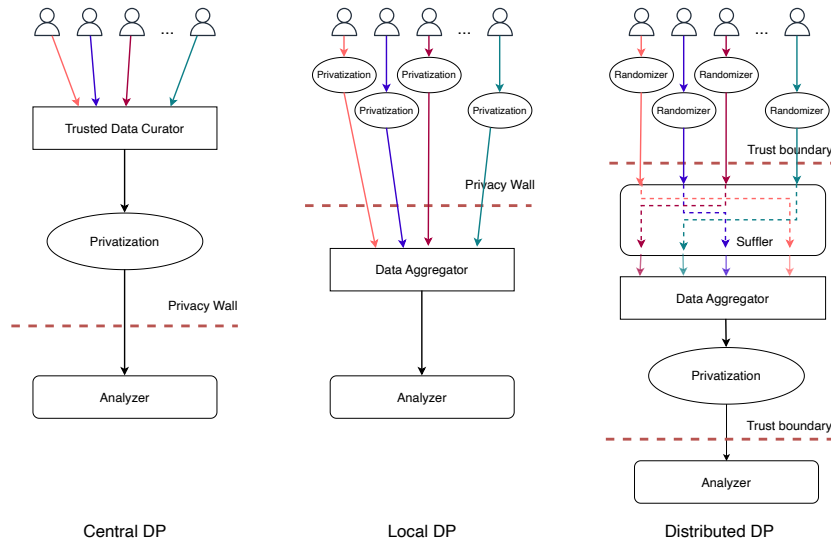 ...
Trusted Data Curator
Privatization
Privacy Wall
Analyzer
Central DP
...
Privatization
Privatization
Privatization
Privatization
Privacy Wall
Data Aggregator
Analyzer
Local DP
...
Randomizer
Randomizer
Randomizer
Randomizer
Trust boundary
Suffler
Data Aggregator
Privatization
Trust boundary
Analyzer
Distributed DP